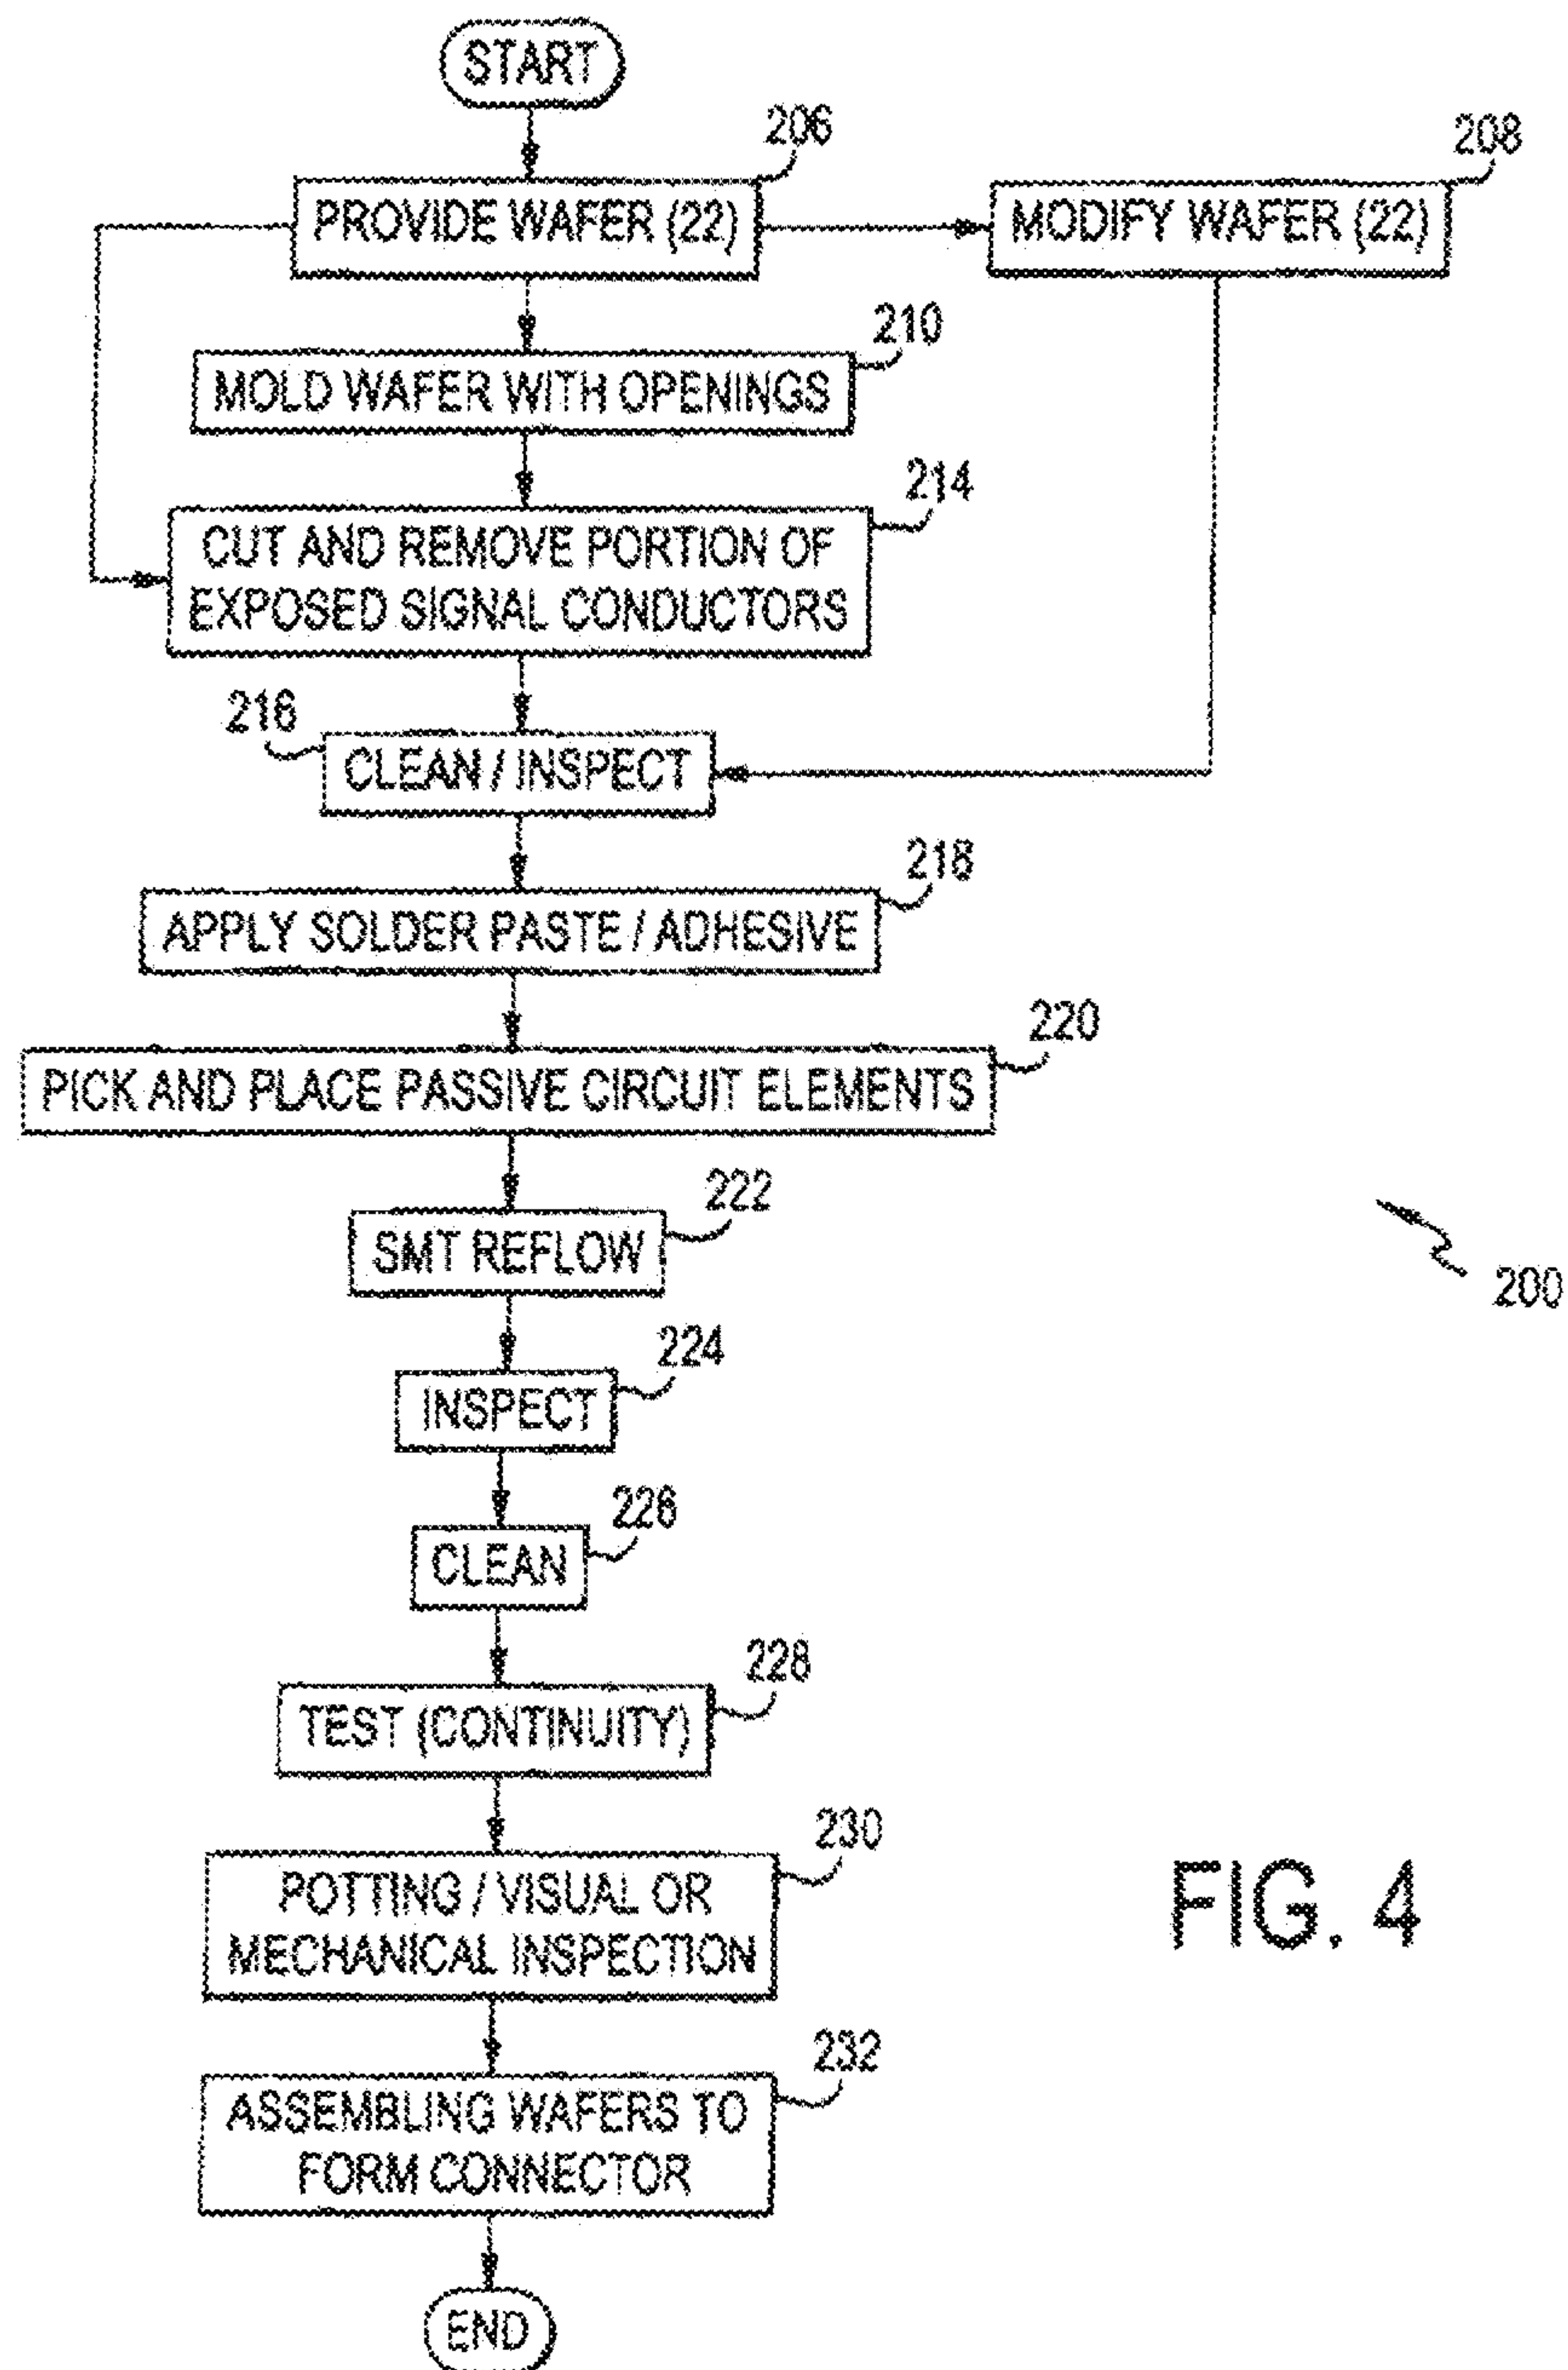 START
206
PROVIDE WAFER (22)
208
MODIFY WAFER (22)
210
MOLD WAFER WITH OPENINGS
214
CUT AND REMOVE PORTION OF
EXPOSED SIGNAL CONDUCTORS
216
CLEAN / INSPECT
218
APPLY SOLDER PASTE / ADHESIVE
220
PICK AND PLACE PASSIVE CIRCUIT ELEMENTS
222
SMT REFLOW
200
224
INSPECT
226
CLEAN
228
TEST (CONTINUITY)
230
POTTING / VISUAL OR
MECHANICAL INSPECTION
FIG. 4
232
ASSEMBLING WAFERS TO
FORM CONNECTOR
END